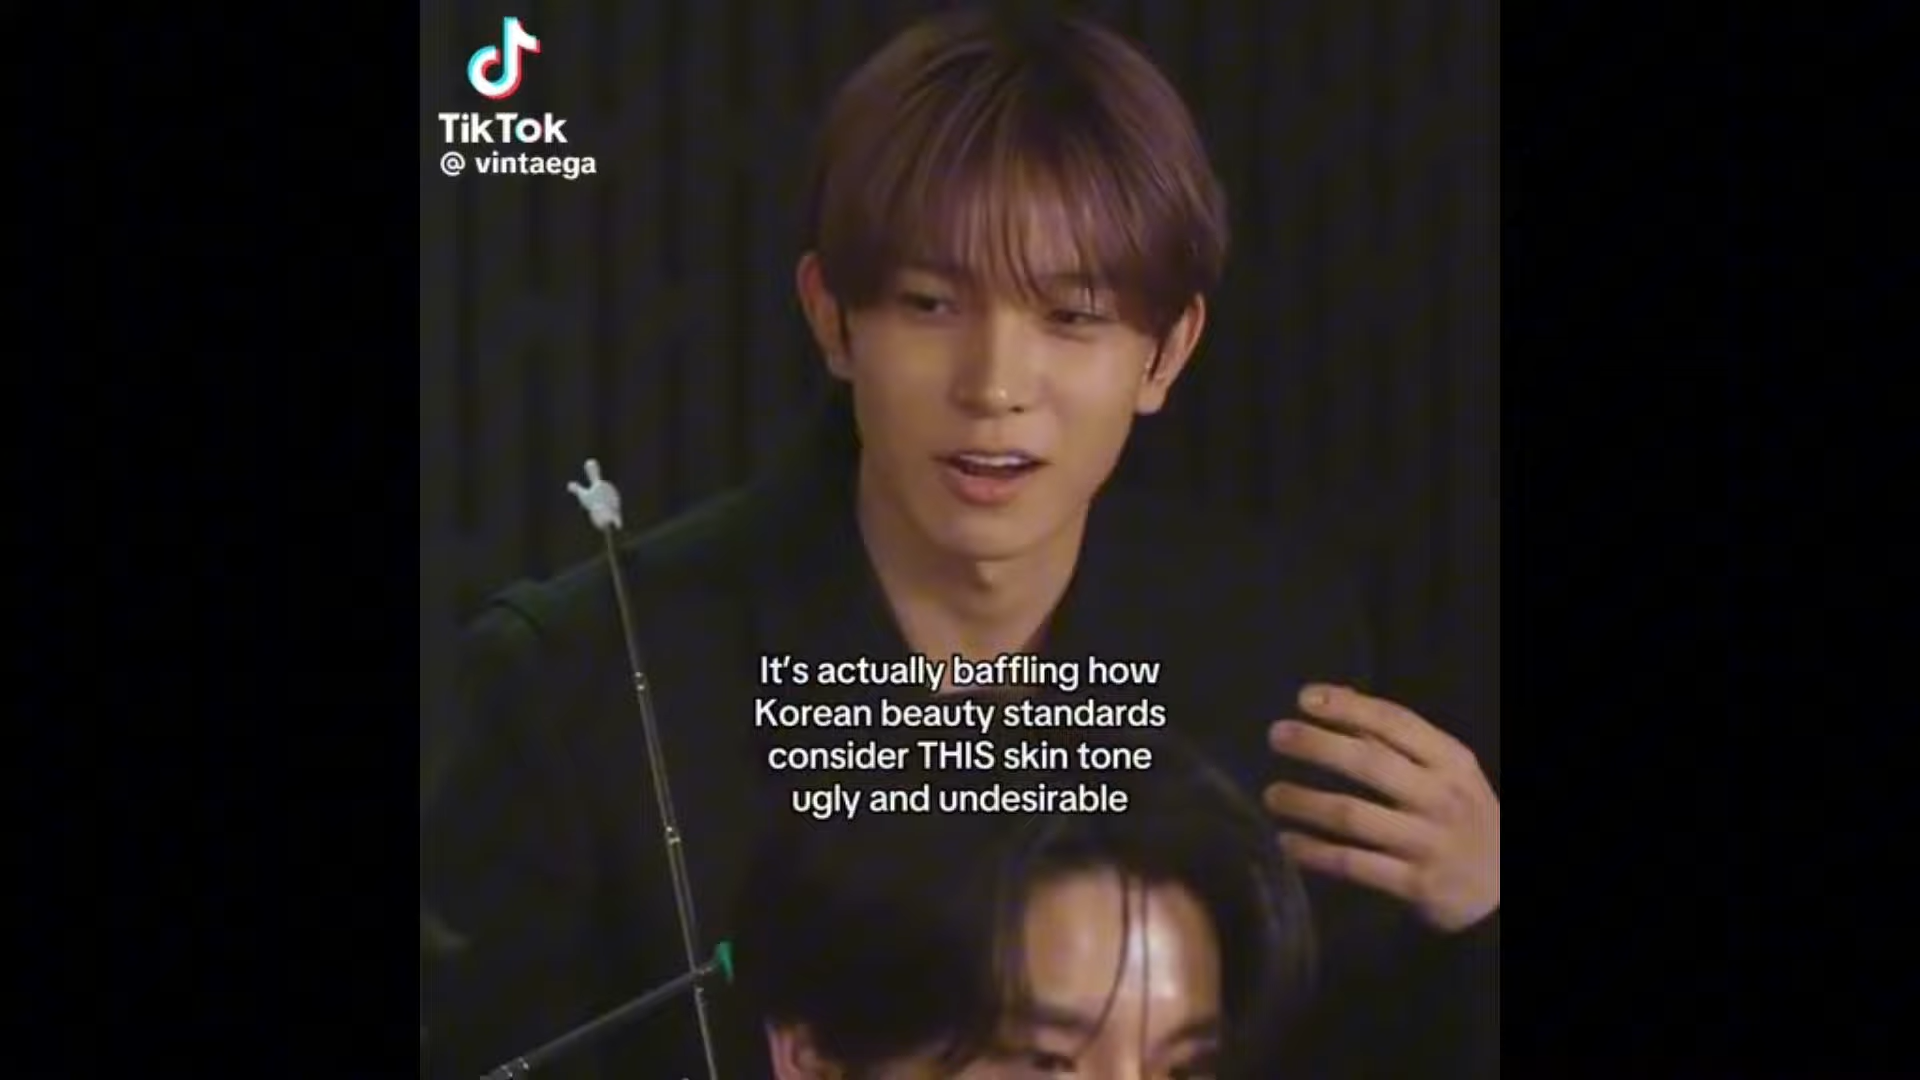 TikTok
@ vintaega
It's actually baffling how
Korean beauty standards
consider THIS skin tone
ugly and undesirable